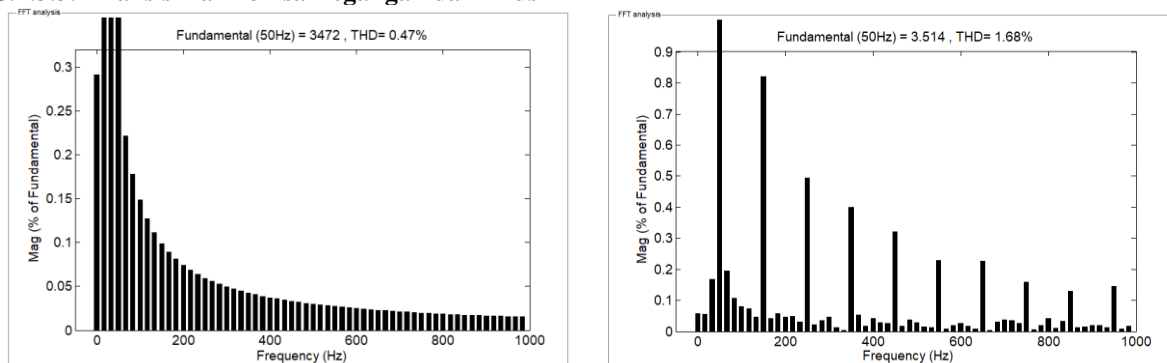 FFT analysis
Fundamental (50Hz) = 3472 , THD= 0.47%
Mag (% of Fundamental)
0.3
0.25
0.2
0.15
0.1
0.05
0
0 200 400 600 800 1000
Frequency (Hz)
FFT analysis
Fundamental (50Hz) = 3.514 , THD= 1.68%
Mag (% of Fundamental)
0.9
0.8
0.7
0.6
0.5
0.4
0.3
0.2
0.1
0
0 200 400 600 800 1000
Frequency (Hz)